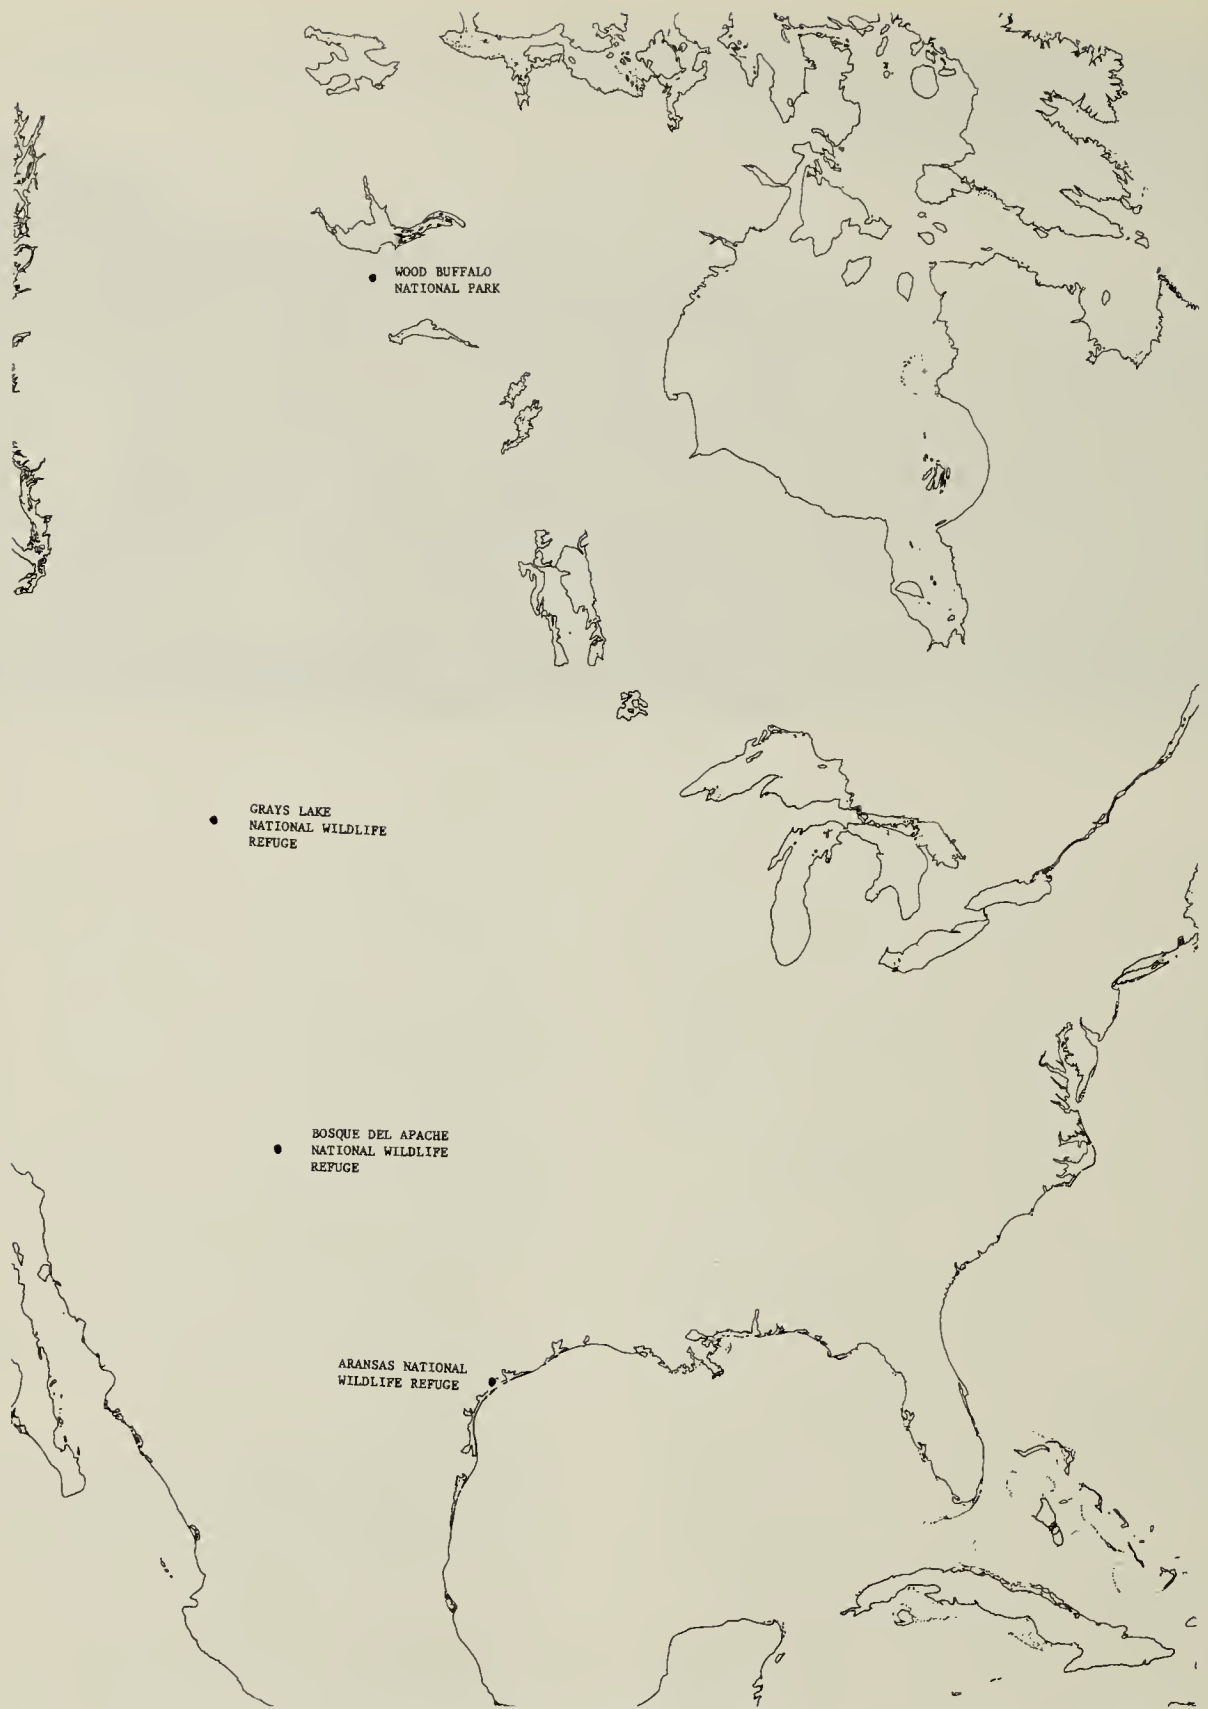 WOOD BUFFALO
NATIONAL PARK
GRAYS LAKE
NATIONAL WILDLIFE
REFUGE
BOSQUE DEL APACHE
NATIONAL WILDLIFE
REFUGE
ARANSAS NATIONAL
WILDLIFE REFUGE